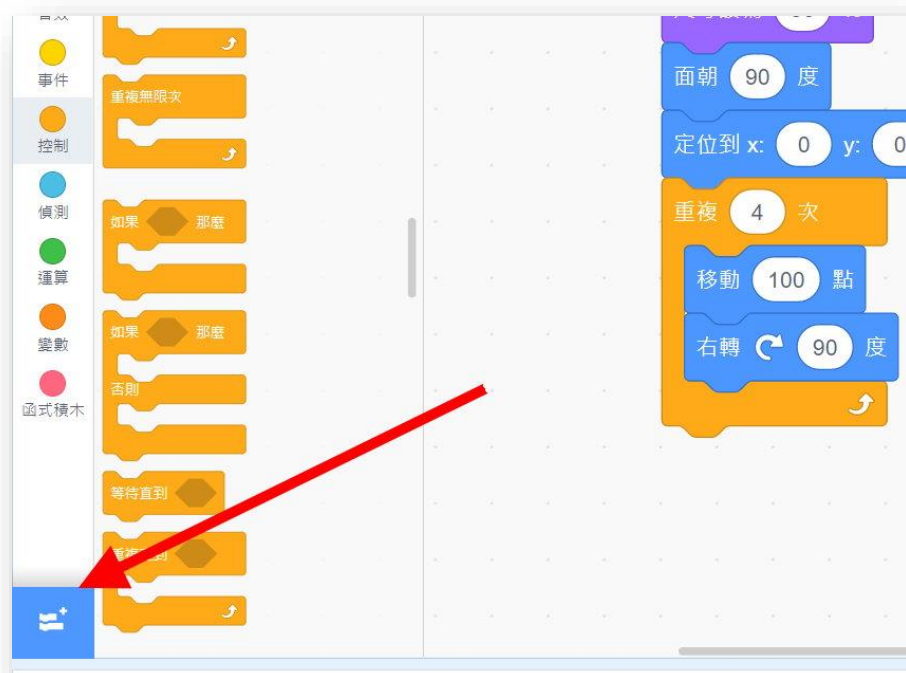 事件
控制
偵測
運算
變數
函式積木
重複無限次
如果 那麼
如果 那麼
否則
等待直到
面朝 90 度
定位到 x: 0 y: 0
重複 4 次
移動 100 點
右轉 90 度